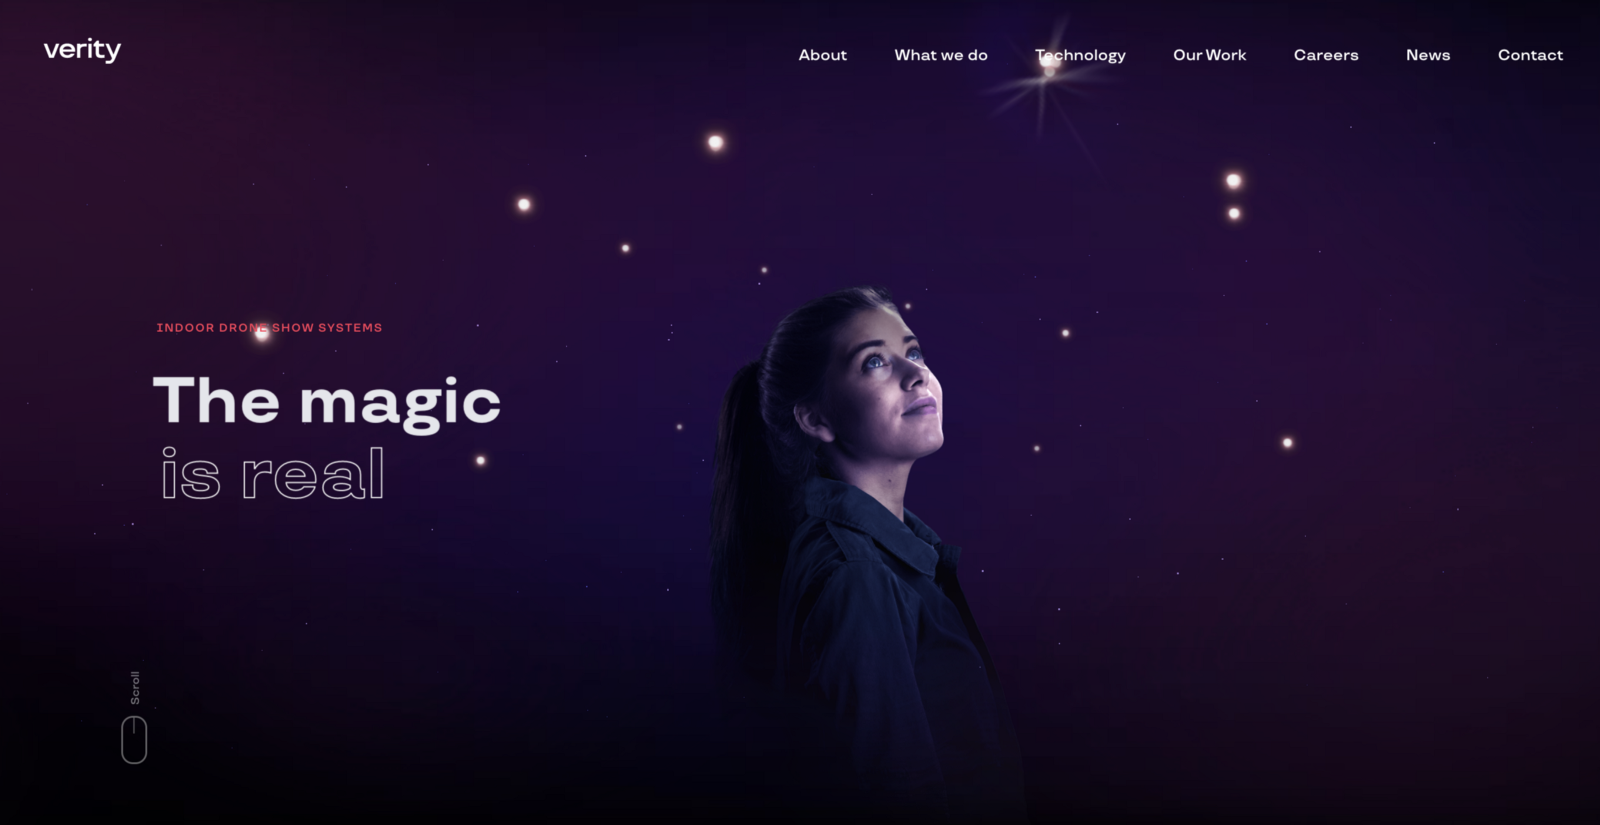 verity
About What we do Technology Our Work Careers News Contact
INDOOR DRONE SHOW SYSTEMS
The magic
is real
Scroll